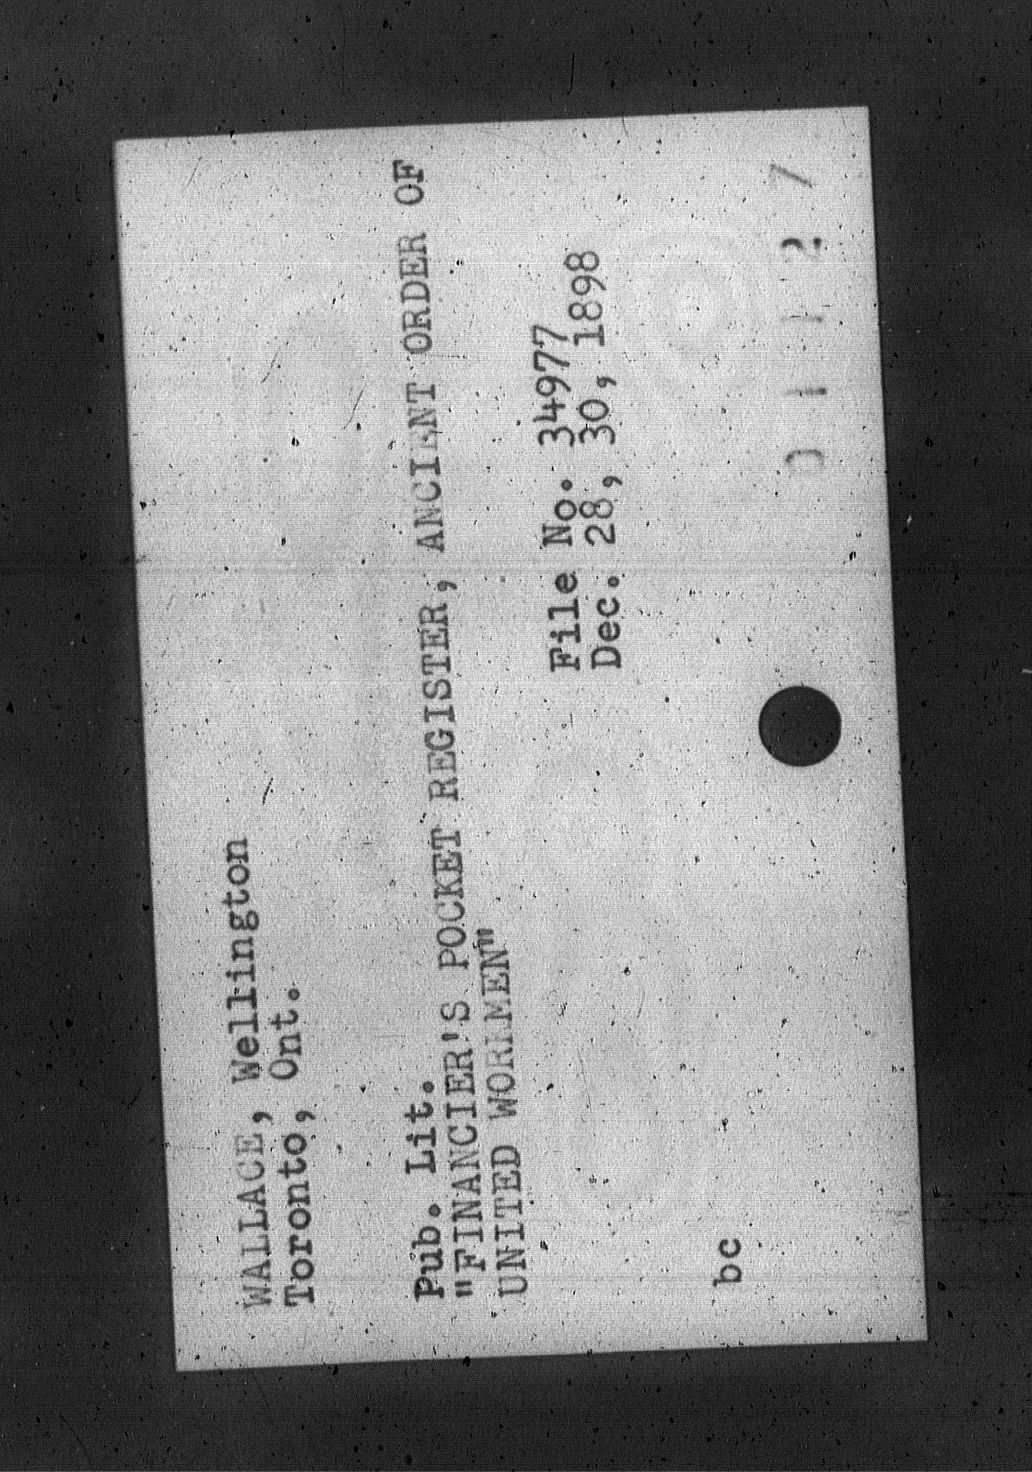 WALLACE, Wellington
Toronto, Ont.
Pub. Lit.
"FINANCIER'S POCKET REGISTER, ANCIENT ORDER OF
UNITED WORKMEN"
File No. 34977
Dec. 28, 30, 1898
bc